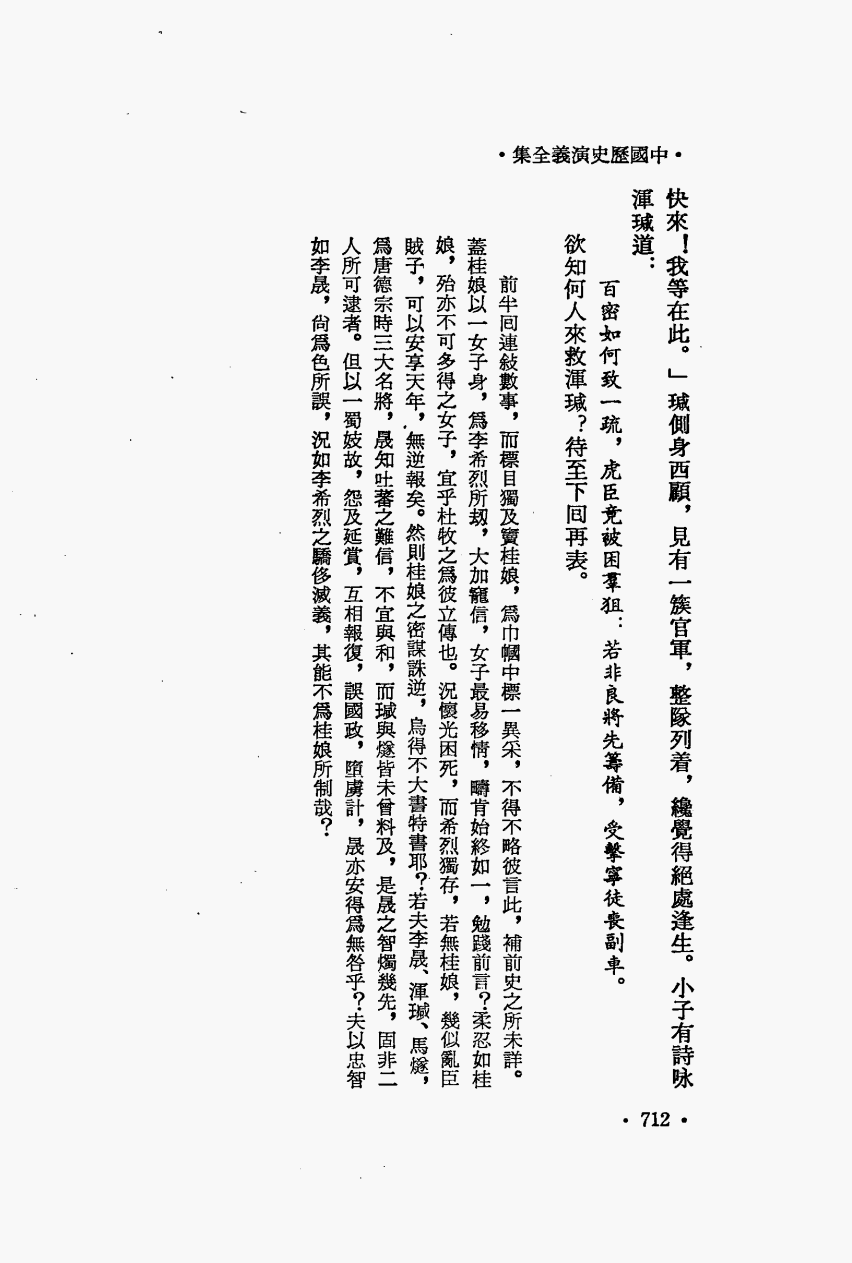 •中國歷史演義全集•
快來！我等在此。」瑊側身西顧，見有一簇官軍，整隊列着，纔覺得絕處逢生。小子有詩咏
渾瑊道：
百密如何致一疏，虎臣竟被困羣狙；若非良將先籌備，受擊寧徒喪副車。
欲知何人來救渾瑊？待至下回再表。
前半回連敍數事，而標目獨及竇桂娘，爲巾幗中標一異采，不得不略彼言此，補前史之所未詳。
蓋桂娘以一女子身，爲李希烈所刼，大加寵信，女子最易移情，疇肯始終如一，勉踐前言？柔忍如桂
娘，殆亦不可多得之女子，宜乎杜牧之爲彼立傳也。況懷光困死，而希烈獨存，若無桂娘，幾似亂臣
賊子，可以安享天年，無逆報矣。然則桂娘之密謀誅逆，烏得不大書特書耶？若夫李晟、渾瑊、馬燧，
爲唐德宗時三大名將，晟知吐蕃之難信，不宜與和，而瑊與燧皆未曾料及，是晟之智燭幾先，固非二
人所可逮者。但以一蜀妓故，怨及延賞，互相報復，誤國政，墮虜計，晟亦安得爲無咎乎？夫以忠智
如李晟，尙爲色所誤，況如李希烈之驕侈滅義，其能不爲桂娘所制哉？
• 712 •